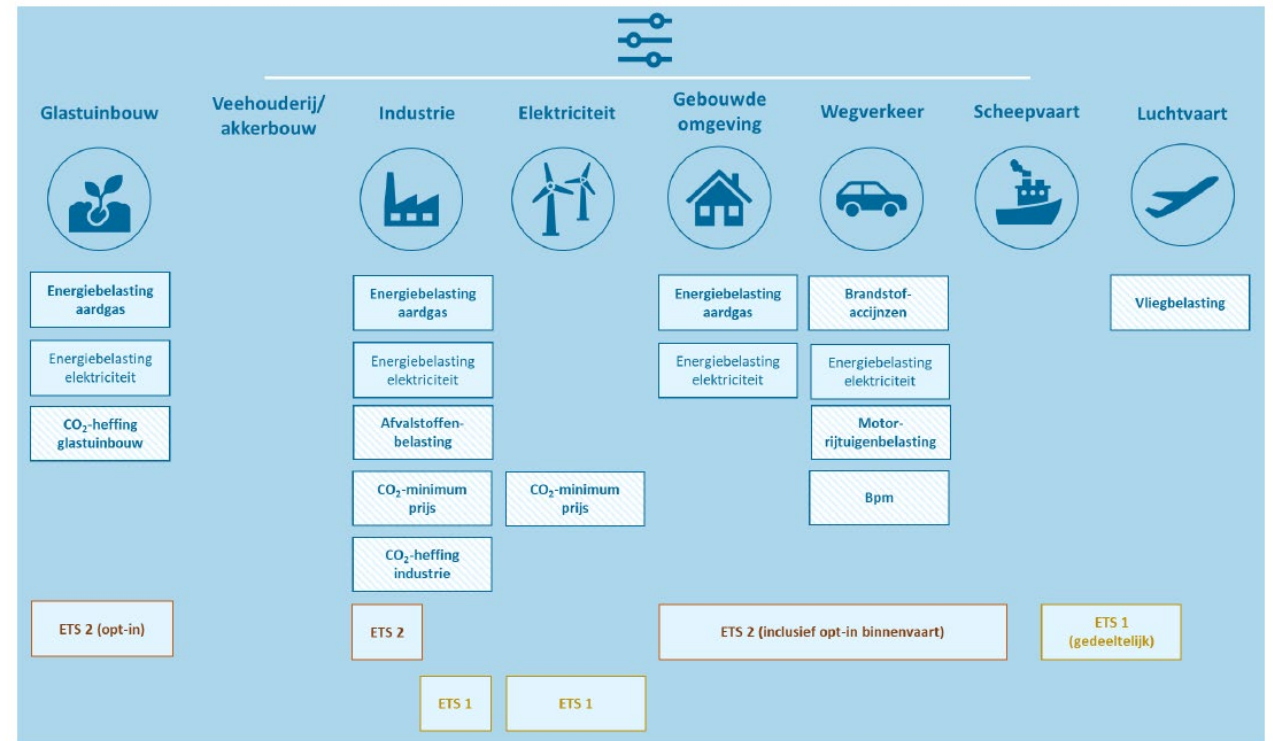 Glastuinbouw
Veehouderij/
akkerbouw
Industrie
Elektriciteit
Gebouwde
omgeving
Wegverkeer
Scheepvaart
Luchtvaart
Energiebelasting
aardgas
Energiebelasting
aardgas
Energiebelasting
aardgas
Brandstof-
accijnzen
Vliegbelasting
Energiebelasting
elektriciteit
Energiebelasting
elektriciteit
Energiebelasting
elektriciteit
Energiebelasting
elektriciteit
CO₂-heffing
glastuinbouw
Afvalstoffen-
belasting
Motor-
rijtuigenbelasting
CO₂-minimum
prijs
CO₂-minimum
prijs
Bpm
CO₂-heffing
industrie
ETS 2 (opt-in)
ETS 2
ETS 2 (inclusief opt-in binnenvaart)
ETS 1
(gedeeltelijk)
ETS 1
ETS 1